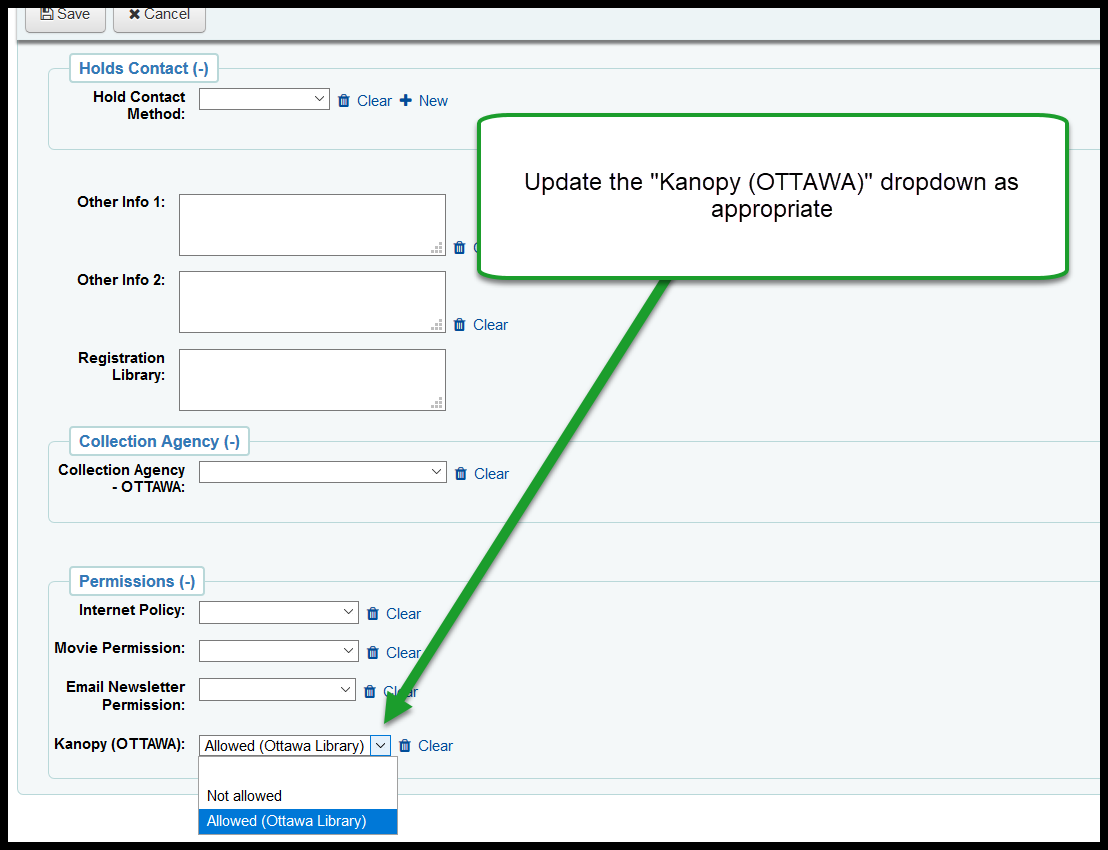 Save Cancel
Holds Contact (-)
Hold Contact
Method:
Clear New
Update the "Kanopy (OTTAWA)" dropdown as
appropriate
Other Info 1:
Other Info 2:
Clear
Registration
Library:
Collection Agency (-)
Collection Agency
- OTTAWA:
Clear
Permissions (-)
Internet Policy:
Clear
Movie Permission:
Clear
Email Newsletter
Permission:
Clear
Kanopy (OTTAWA):
Allowed (Ottawa Library)
Clear
Not allowed
Allowed (Ottawa Library)